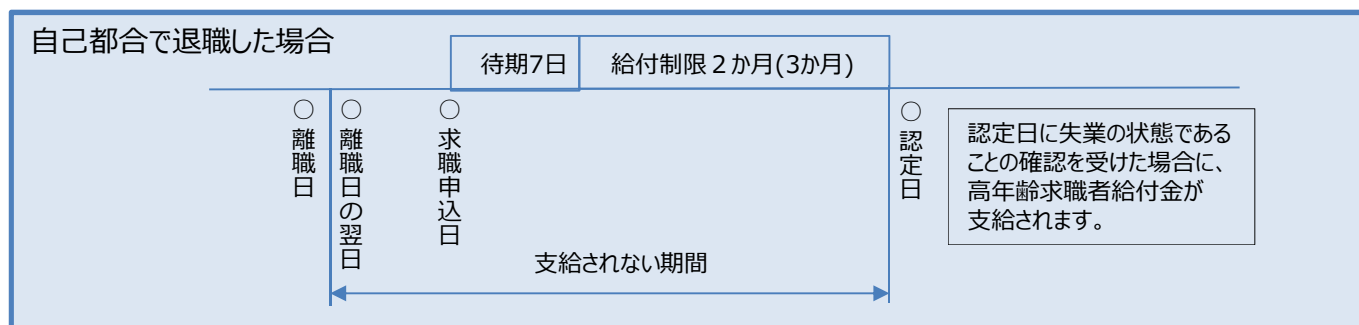 自己都合で退職した場合
待期7日
給付制限２か月(3か月)
○離職日
○離職日の翌日
○求職申込日
○認定日
認定日に失業の状態である
ことの確認を受けた場合に、
高年齢求職者給付金が
支給されます。
支給されない期間